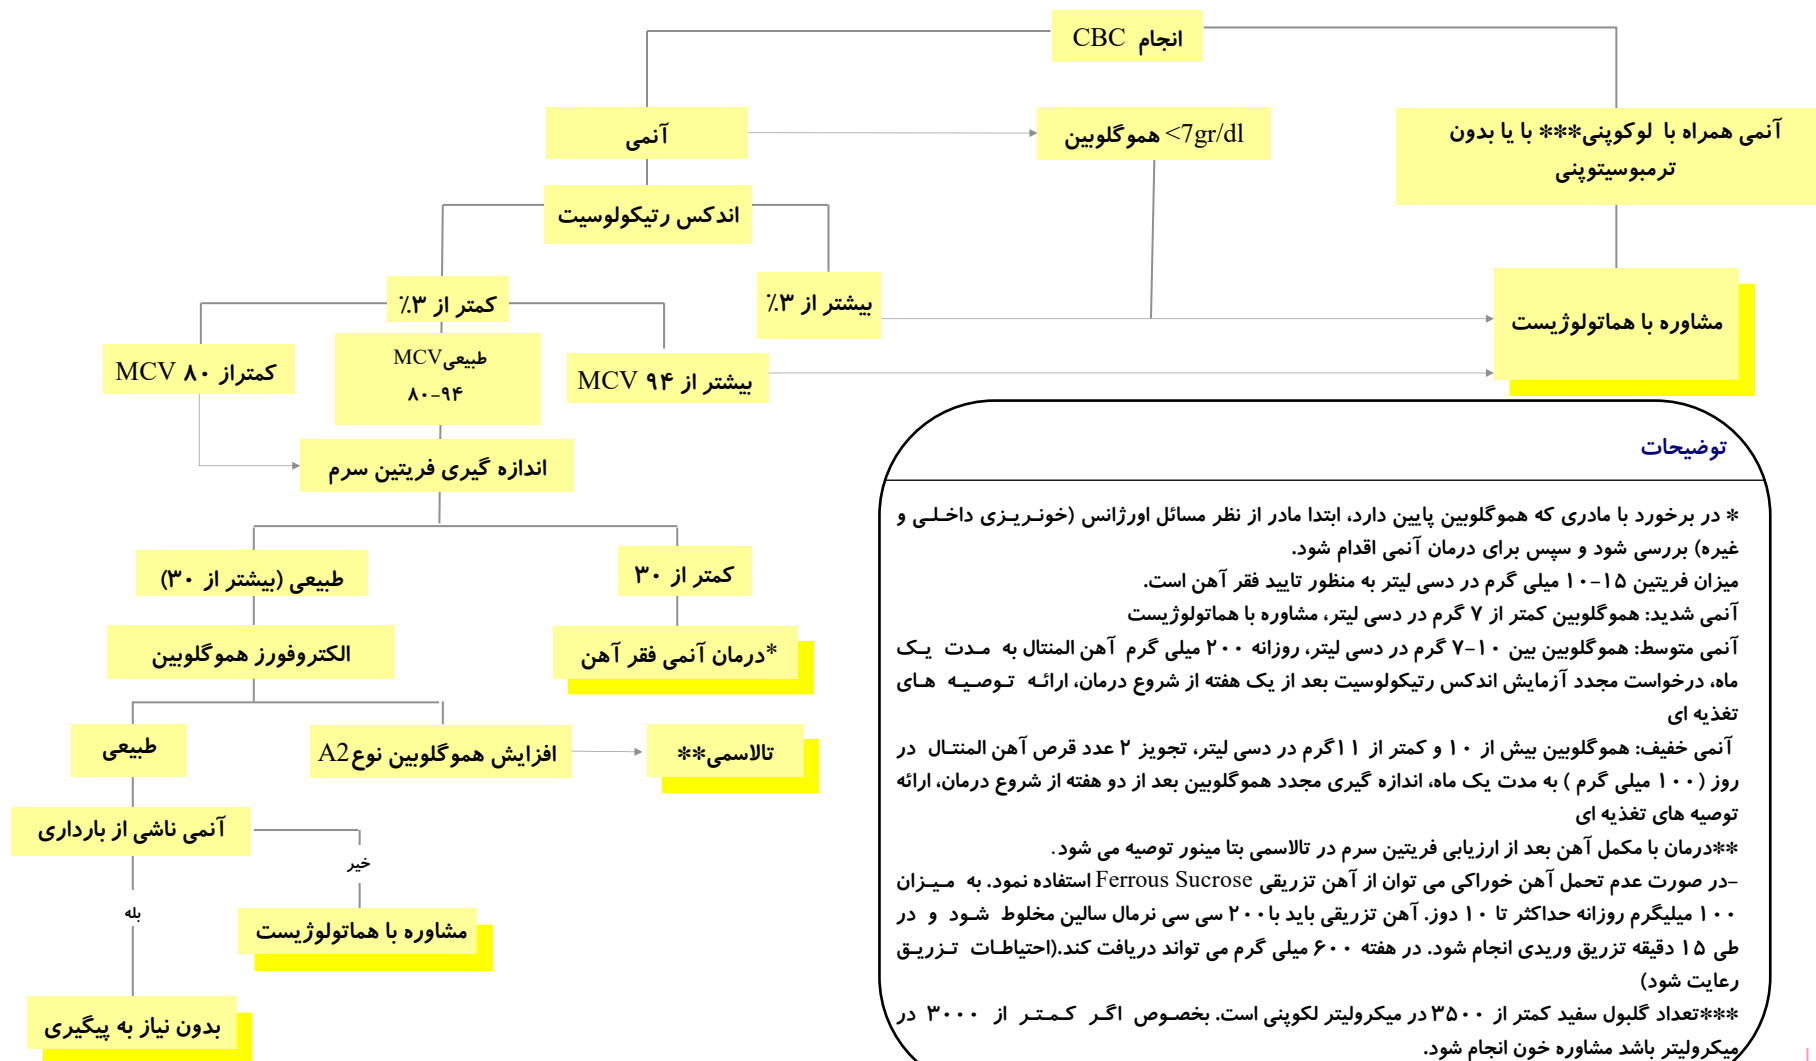 انجام CBC
آنمی
هموگلوبین <7gr/dl
آنمی همراه با لوکوپنی*** با یا بدون
ترمبوسیتوپنی
اندکس رتیکولوسیت
کمتر از ۳٪
بیشتر از ۳٪
مشاوره با هماتولوژیست
کمتراز ۸۰ MCV
طبیعیMCV
۸۰-۹۴
بیشتر از ۹۴ MCV
اندازه گیری فریتین سرم
طبیعی (بیشتر از ۳۰)
کمتر از ۳۰
الکتروفورز هموگلوبین
*درمان آنمی فقر آهن
طبیعی
افزایش هموگلوبین نوعA2
تالاسمی**
آنمی ناشی از بارداری
خیر
بله
مشاوره با هماتولوژیست
بدون نیاز به پیگیری
توضیحات
* در برخورد با مادری که هموگلوبین پایین دارد، ابتدا مادر از نظر مسائل اورژانس (خونریزی داخلی و
غیره) بررسی شود و سپس برای درمان آنمی اقدام شود.
میزان فریتین ۱۵-۱۰ میلی گرم در دسی لیتر به منظور تایید فقر آهن است.
آنمی شدید: هموگلوبین کمتر از ۷ گرم در دسی لیتر، مشاوره با هماتولوژیست
آنمی متوسط: هموگلوبین بین ۱۰-۷ گرم در دسی لیتر، روزانه ۲۰۰ میلی گرم آهن المنتال به مدت یک
ماه، درخواست مجدد آزمایش اندکس رتیکولوسیت بعد از یک هفته از شروع درمان، ارائه توصیه های
تغذیه ای
آنمی خفیف: هموگلوبین بیش از ۱۰ و کمتر از ۱۱گرم در دسی لیتر، تجویز ۲ عدد قرص آهن المنتال در
روز (۱۰۰ میلی گرم ) به مدت یک ماه، اندازه گیری مجدد هموگلوبین بعد از دو هفته از شروع درمان، ارائه
توصیه های تغذیه ای
**درمان با مکمل آهن بعد از ارزیابی فریتین سرم در تالاسمی بتا مینور توصیه می شود.
-در صورت عدم تحمل آهن خوراکی می توان از آهن تزریقی Ferrous Sucrose استفاده نمود. به میزان
۱۰۰ میلیگرم روزانه حداکثر تا ۱۰ دوز. آهن تزریقی باید با۲۰۰ سی سی نرمال سالین مخلوط شود و در
طی ۱۵ دقیقه تزریق وریدی انجام شود. در هفته ۶۰۰ میلی گرم می تواند دریافت کند.(احتیاطات تزریق
رعایت شود)
***تعداد گلبول سفید کمتر از ۳۵۰۰ در میکرولیتر لکوپنی است. بخصوص اگر کمتر از ۳۰۰۰ در
میکرولیتر باشد مشاوره خون انجام شود.